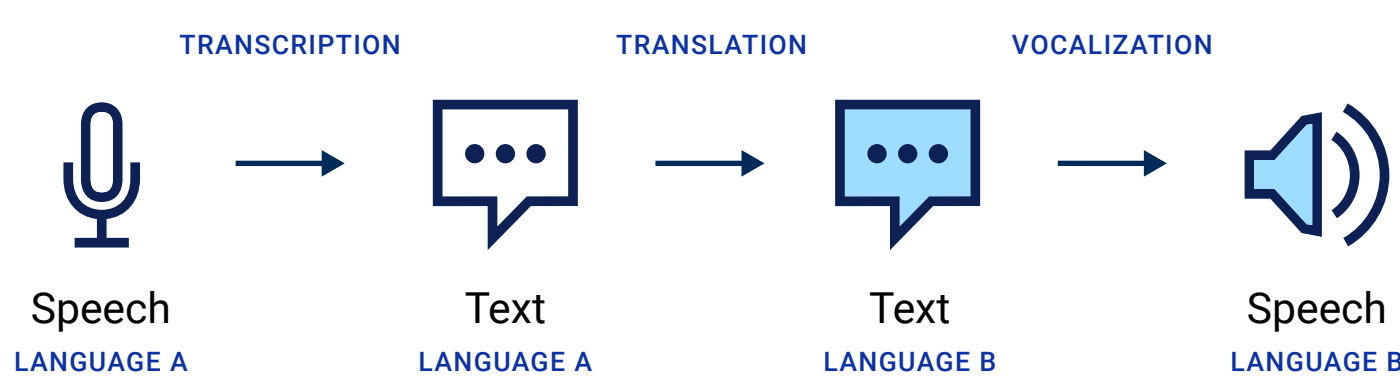 TRANSCRIPTION TRANSLATION VOCALIZATION
Speech Text Text Speech
LANGUAGE A LANGUAGE A LANGUAGE B LANGUAGE B